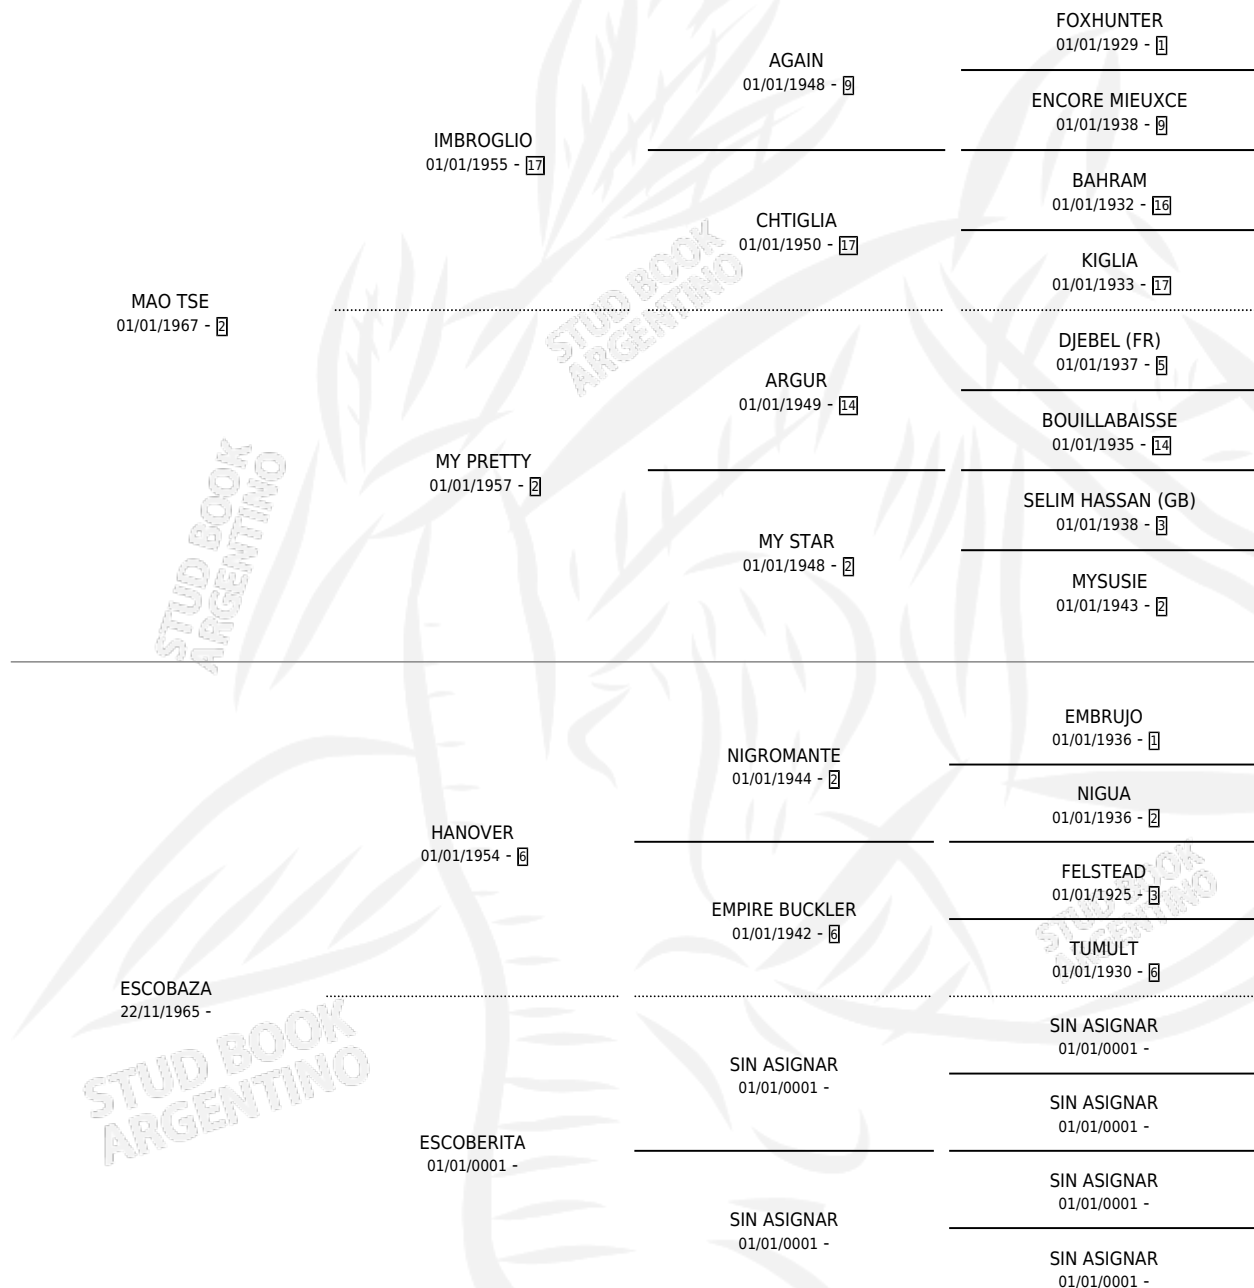 FOXHUNTER
01/01/1929 - 1
AGAIN
01/01/1948 - 9
ENCORE MIEUXCE
01/01/1938 - 9
IMBROGLIO
01/01/1955 - 17
BAHRAM
01/01/1932 - 16
CHTIGLIA
01/01/1950 - 17
KIGLIA
01/01/1933 - 17
MAO TSE
01/01/1967 - 2
DJEBEL (FR)
01/01/1937 - 5
ARGUR
01/01/1949 - 14
BOUILLABAISSE
01/01/1935 - 14
MY PRETTY
01/01/1957 - 2
SELIM HASSAN (GB)
01/01/1938 - 3
MY STAR
01/01/1948 - 2
MYSUSIE
01/01/1943 - 2
STUD BOOK
ARGENTINO
STUD BOOK
ARGENTINO
EMBRUJO
01/01/1936 - 1
NIGROMANTE
01/01/1944 - 2
NIGUA
01/01/1936 - 2
HANOVER
01/01/1954 - 6
FELSTEAD
01/01/1925 - 3
EMPIRE BUCKLER
01/01/1942 - 6
TUMULT
01/01/1930 - 6
STUD BOOK
ARGENTINO
ESCOBAZA
22/11/1965 -
SIN ASIGNAR
01/01/0001 -
SIN ASIGNAR
01/01/0001 -
SIN ASIGNAR
01/01/0001 -
ESCOBERITA
01/01/0001 -
SIN ASIGNAR
01/01/0001 -
SIN ASIGNAR
01/01/0001 -
SIN ASIGNAR
01/01/0001 -
STUD BOOK
ARGENTINO